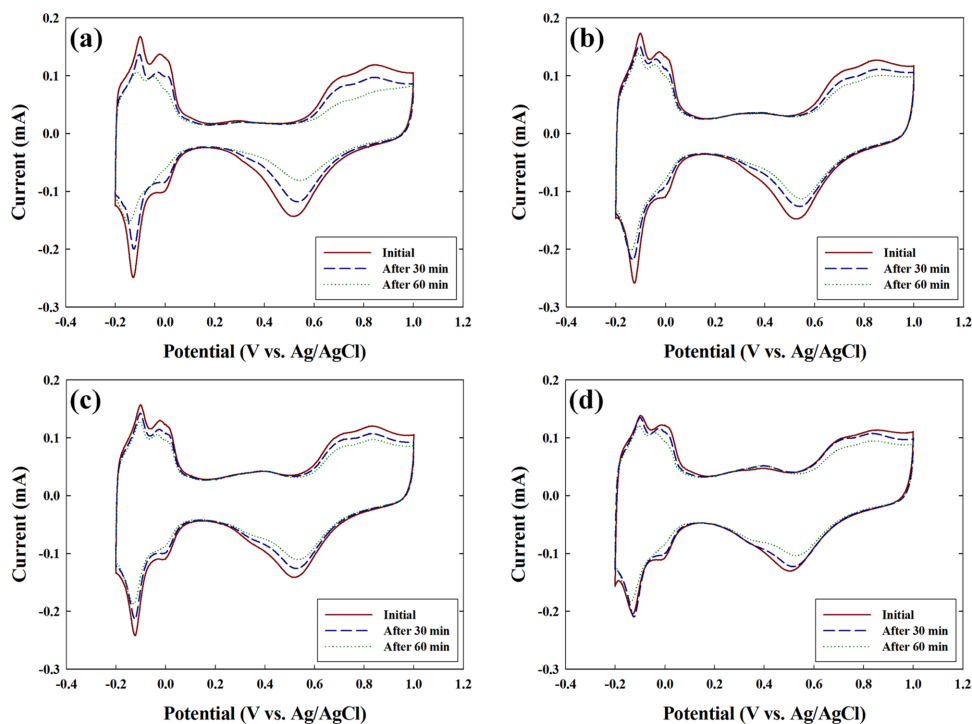 (a)
Current (mA)
0.2
0.1
0.0
-0.1
-0.2
-0.3
Initial
After 30 min
After 60 min
-0.4 -0.2 0.0 0.2 0.4 0.6 0.8 1.0 1.2
Potential (V vs. Ag/AgCl)
(b)
Current (mA)
0.2
0.1
0.0
-0.1
-0.2
-0.3
Initial
After 30 min
After 60 min
-0.4 -0.2 0.0 0.2 0.4 0.6 0.8 1.0 1.2
Potential (V vs. Ag/AgCl)
(c)
Current (mA)
0.2
0.1
0.0
-0.1
-0.2
-0.3
Initial
After 30 min
After 60 min
-0.4 -0.2 0.0 0.2 0.4 0.6 0.8 1.0 1.2
Potential (V vs. Ag/AgCl)
(d)
Current (mA)
0.2
0.1
0.0
-0.1
-0.2
-0.3
Initial
After 30 min
After 60 min
-0.4 -0.2 0.0 0.2 0.4 0.6 0.8 1.0 1.2
Potential (V vs. Ag/AgCl)